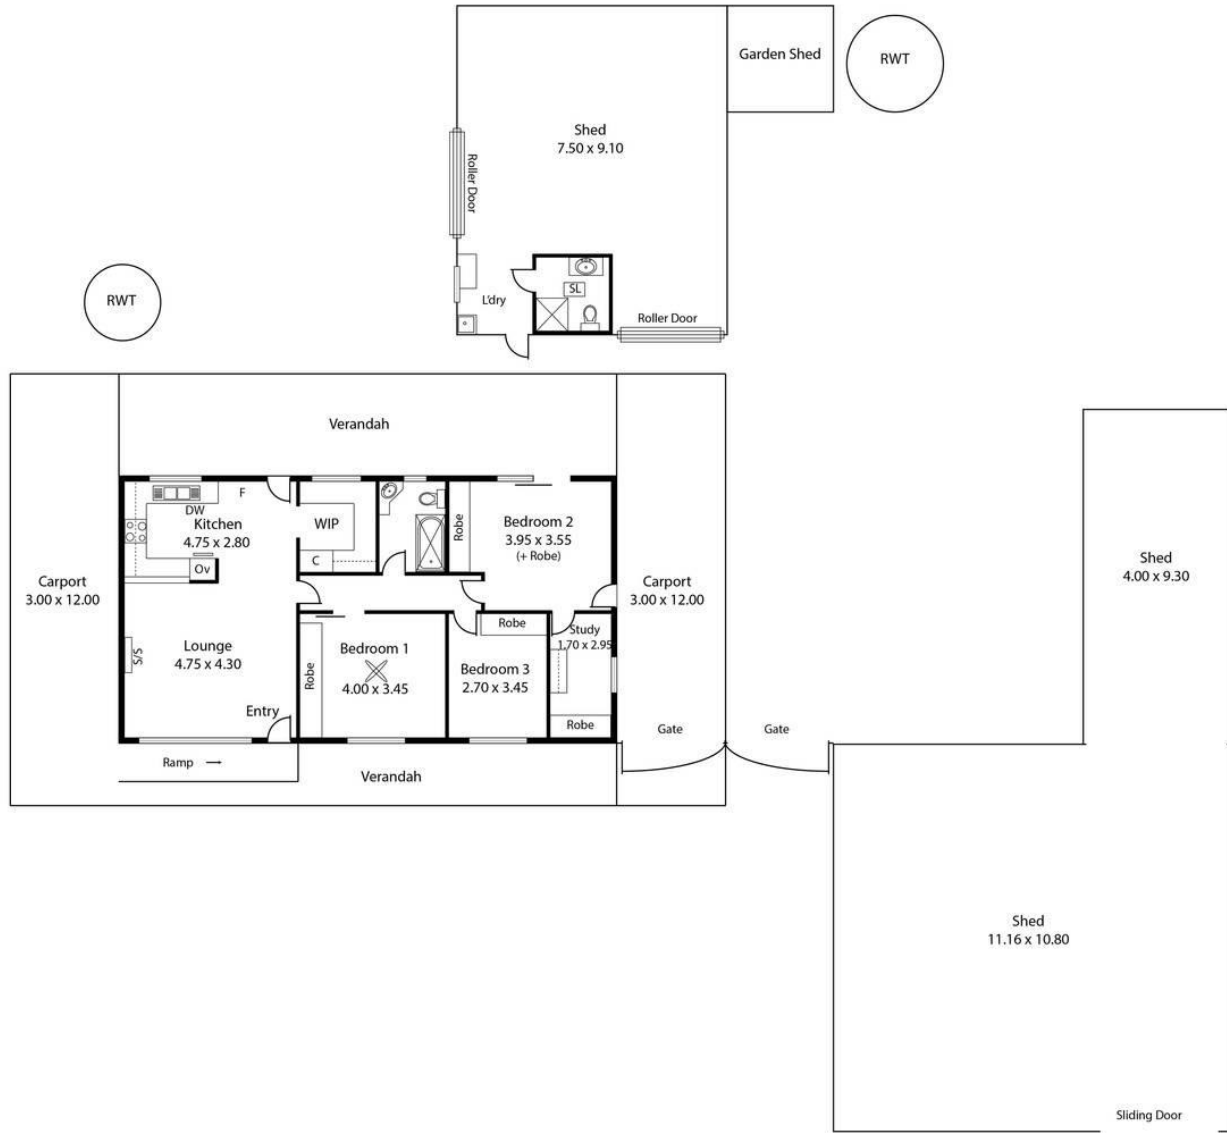 Garden Shed
RWT
Shed
7.50 x 9.10
Roller Door
SL
L'dry
Roller Door
RWT
Verandah
F
DW
Kitchen
4.75 x 2.80
WIP
C
Ov
Robe
Bedroom 2
3.95 x 3.55
(+ Robe)
Carport
3.00 x 12.00
Carport
3.00 x 12.00
Shed
4.00 x 9.30
Lounge
4.75 x 4.30
S/S
Entry
Robe
Bedroom 1
4.00 x 3.45
Robe
Bedroom 3
2.70 x 3.45
Study
1.70 x 2.95
Robe
Gate
Gate
Ramp →
Verandah
Shed
11.16 x 10.80
Sliding Door